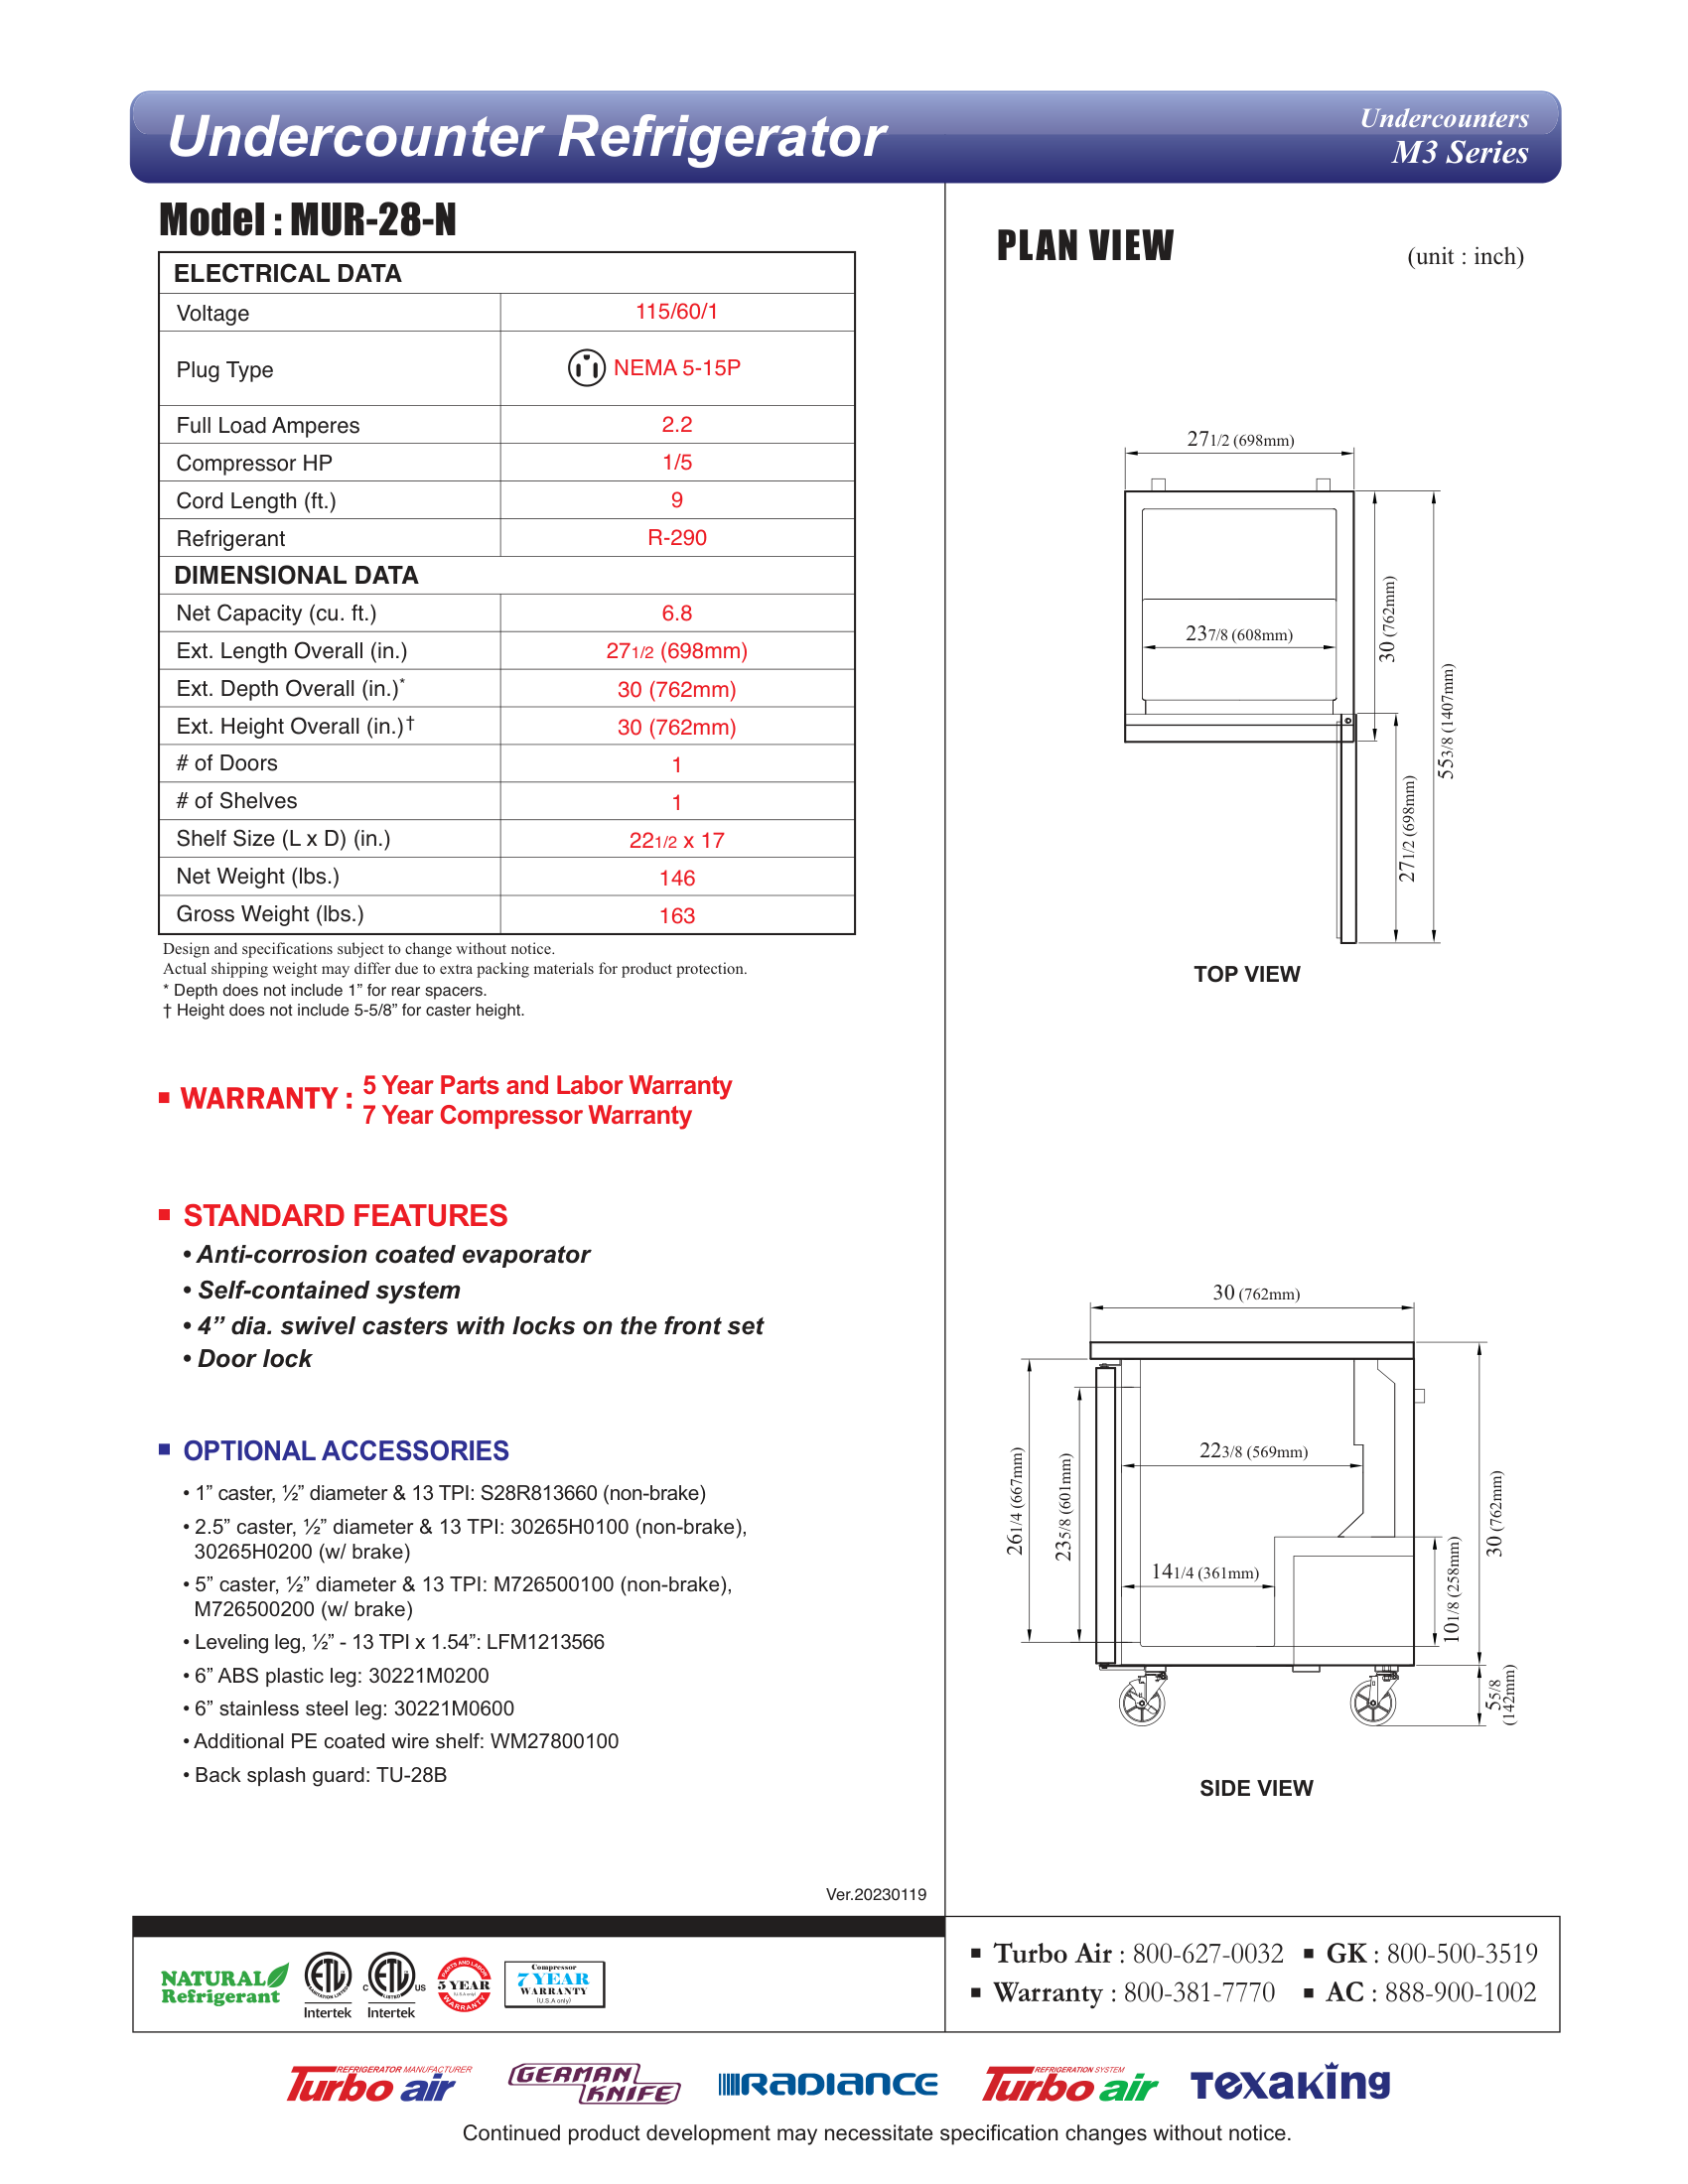 Undercounter Refrigerator
Undercounters
M3 Series
Model : MUR-28-N
ELECTRICAL DATA
Voltage 115/60/1
Plug Type NEMA 5-15P
Full Load Amperes 2.2
Compressor HP 1/5
Cord Length (ft.) 9
Refrigerant R-290
DIMENSIONAL DATA
Net Capacity (cu. ft.) 6.8
Ext. Length Overall (in.) 27 1/2 (698mm)
Ext. Depth Overall (in.)* 30 (762mm)
Ext. Height Overall (in.)† 30 (762mm)
# of Doors 1
# of Shelves 1
Shelf Size (L x D) (in.) 22 1/2 x 17
Net Weight (lbs.) 146
Gross Weight (lbs.) 163
Design and specifications subject to change without notice.
Actual shipping weight may differ due to extra packing materials for product protection.
* Depth does not include 1” for rear spacers.
† Height does not include 5-5/8” for caster height.
WARRANTY : 5 Year Parts and Labor Warranty
7 Year Compressor Warranty
STANDARD FEATURES
• Anti-corrosion coated evaporator
• Self-contained system
• 4” dia. swivel casters with locks on the front set
• Door lock
OPTIONAL ACCESSORIES
• 1” caster, ½” diameter & 13 TPI: S28R813660 (non-brake)
• 2.5” caster, ½” diameter & 13 TPI: 30265H0100 (non-brake),
30265H0200 (w/ brake)
• 5” caster, ½” diameter & 13 TPI: M726500100 (non-brake),
M726500200 (w/ brake)
• Leveling leg, ½” - 13 TPI x 1.54”: LFM1213566
• 6” ABS plastic leg: 30221M0200
• 6” stainless steel leg: 30221M0600
• Additional PE coated wire shelf: WM27800100
• Back splash guard: TU-28B
Ver.20230119
PLAN VIEW
(unit : inch)
27 1/2 (698mm)
23 7/8 (608mm)
30 (762mm)
55 3/8 (1407mm)
27 1/2 (698mm)
TOP VIEW
30 (762mm)
26 1/4 (667mm)
23 5/8 (601mm)
22 3/8 (569mm)
14 1/4 (361mm)
10 1/8 (258mm)
30 (762mm)
5 5/8
(142mm)
SIDE VIEW
NATURAL
Refrigerant
ETL
Intertek
C ETL US
Intertek
PARTS AND LABOR
5 YEAR
WARRANTY
Compressor
7 YEAR
WARRANTY
(U.S.A only)
Turbo Air : 800-627-0032
GK : 800-500-3519
Warranty : 800-381-7770
AC : 888-900-1002
REFRIGERATOR MANUFACTURER
Turbo air
GERMAN
KNIFE
RADIANCE
REFRIGERATION SYSTEM
Turbo air
TEXAKING
Continued product development may necessitate specification changes without notice.